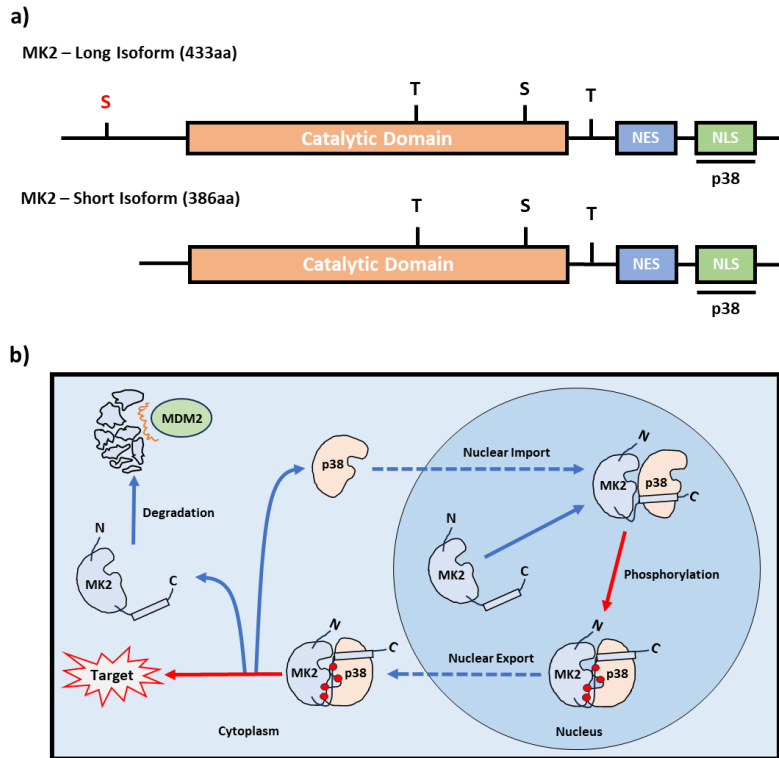 a)
MK2 – Long Isoform (433aa)
S
T
S
T
Catalytic Domain
NES
NLS
p38
MK2 – Short Isoform (386aa)
T
S
T
Catalytic Domain
NES
NLS
p38
b)
MDM2
p38
Nuclear Import
N
MK2
p38
C
Degradation
N
MK2
C
N
MK2
C
Phosphorylation
Target
N
MK2
p38
C
Nuclear Export
N
MK2
p38
C
Cytoplasm
Nucleus